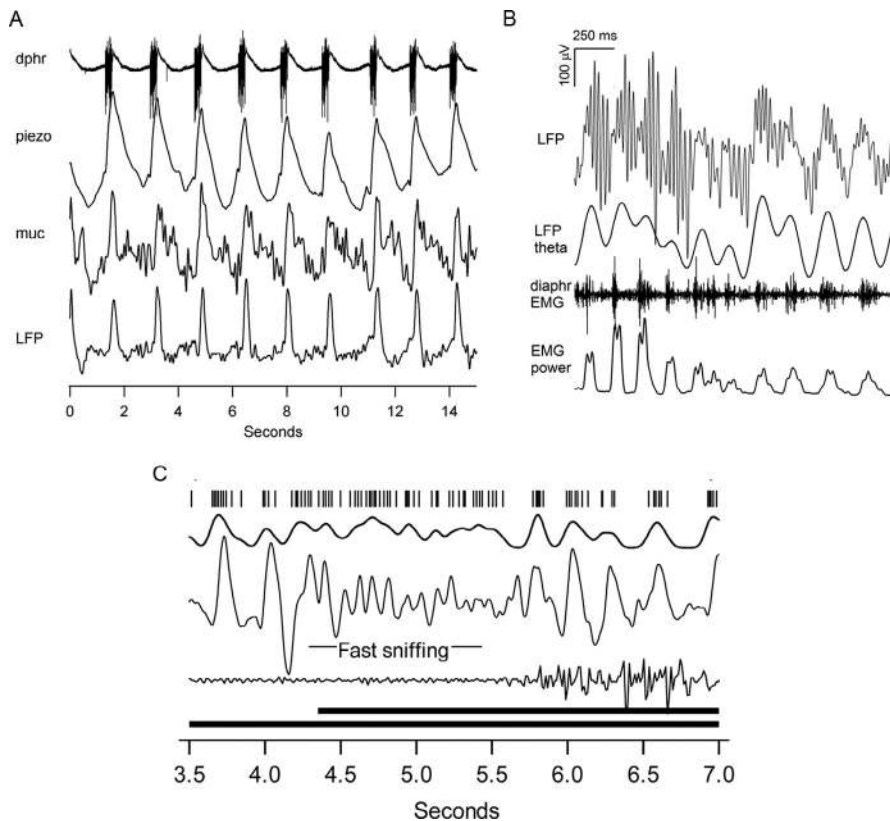 A
dphr
piezo
muc
LFP
0 2 4 6 8 10 12 14
Seconds
B
250 ms
100 µV
LFP
LFP
theta
diaphr
EMG
EMG
power
C
Fast sniffing
3.5 4.0 4.5 5.0 5.5 6.0 6.5 7.0
Seconds